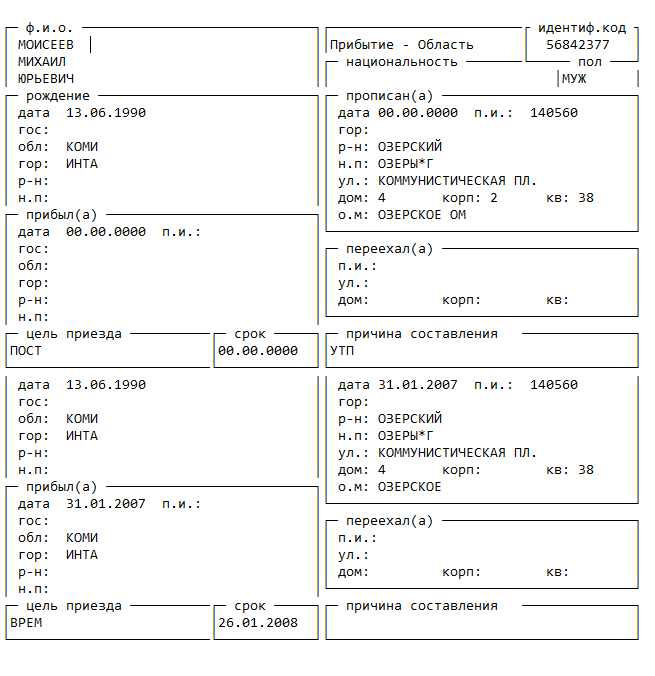 ф.и.о. идентиф.код
МОИСЕЕВ Прибытие - Область 56842377
МИХАИЛ национальность пол
ЮРЬЕВИЧ МУЖ
рождение прописан(а)
дата 13.06.1990 дата 00.00.0000 п.и.: 140560
гос: гор:
обл: КОМИ р-н: ОЗЕРСКИЙ
гор: ИНТА н.п: ОЗЕРЫ*Г
р-н: ул.: КОММУНИСТИЧЕСКАЯ ПЛ.
н.п: дом: 4 корп: 2 кв: 38
прибыл(а) о.м: ОЗЕРСКОЕ ОМ
дата 00.00.0000 п.и.:
гос: переехал(а)
обл: п.и.:
гор: ул.:
р-н: дом: корп: кв:
н.п:
цель приезда срок причина составления
ПОСТ 00.00.0000 УТП
дата 13.06.1990 дата 31.01.2007 п.и.: 140560
гос: гор:
обл: КОМИ р-н: ОЗЕРСКИЙ
гор: ИНТА н.п: ОЗЕРЫ*Г
р-н: ул.: КОММУНИСТИЧЕСКАЯ ПЛ.
н.п: дом: 4 корп: кв: 38
прибыл(а) о.м: ОЗЕРСКОЕ
дата 31.01.2007 п.и.:
гос: переехал(а)
обл: КОМИ п.и.:
гор: ИНТА ул.:
р-н: дом: корп: кв:
н.п:
цель приезда срок причина составления
ВРЕМ 26.01.2008